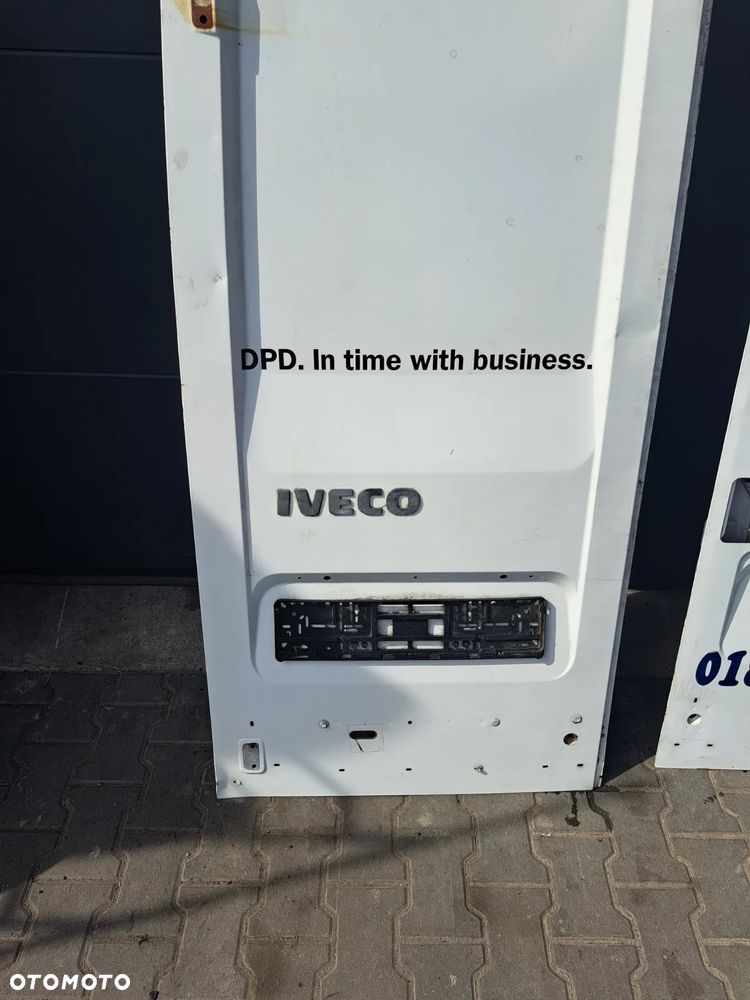 DPD. In time with business.
IVECO
OTOMOTO